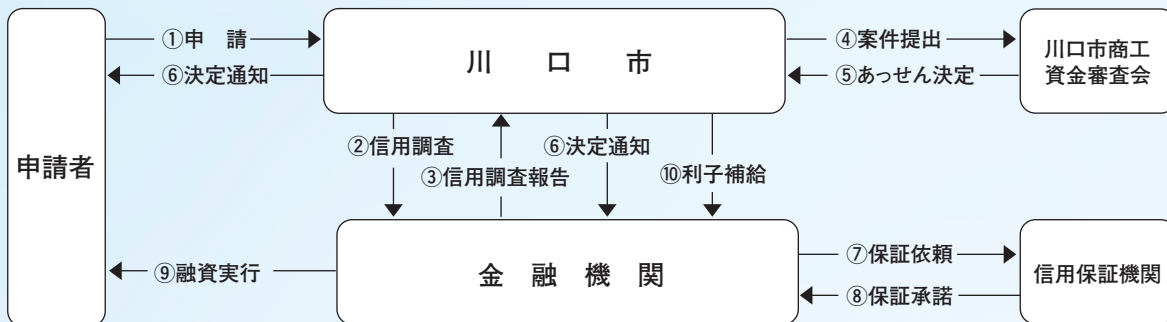 ①申 請
川 口 市
④案件提出
川口市商工
資金審査会
⑥決定通知
⑤あっせん決定
申請者
②信用調査
⑥決定通知
③信用調査報告
⑩利子補給
⑨融資実行
金 融 機 関
⑦保証依頼
信用保証機関
⑧保証承諾